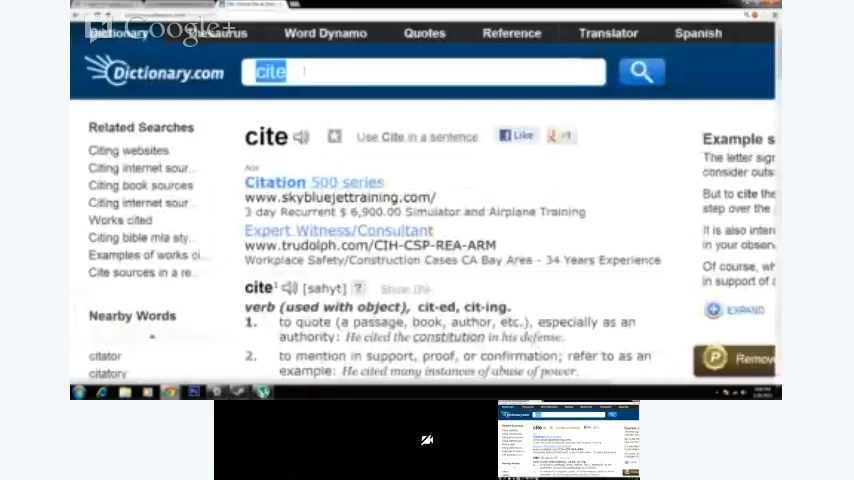 Google+
Dictionary Thesaurus Word Dynamo Quotes Reference Translator Spanish
Dictionary.com
cite
Related Searches
Citing websites
Citing internet sour...
Citing book sources
Citing internet sour...
Works cited
Citing bible mla sty...
Examples of works ci...
Cite sources in a re...
Nearby Words
citator
citatory
cite Use Cite in a sentence Like +1
Ads
Citation 500 series
www.skybluejettraining.com/
3 day Recurrent $ 6,900.00 Simulator and Airplane Training
Expert Witness/Consultant
www.trudolph.com/CIH-CSP-REA-ARM
Workplace Safety/Construction Cases CA Bay Area - 34 Years Experience
cite¹ [sahyt] ? Show IPA
verb (used with object), cit·ed, cit·ing.
1. to quote (a passage, book, author, etc.), especially as an
authority: He cited the constitution in his defense.
2. to mention in support, proof, or confirmation; refer to as an
example: He cited many instances of abuse of power.
Example s
The letter sign
consider outs
But to cite the
step over the
It is also inter
in your obser
Of course, wh
in support of a
EXPAND
P Remov